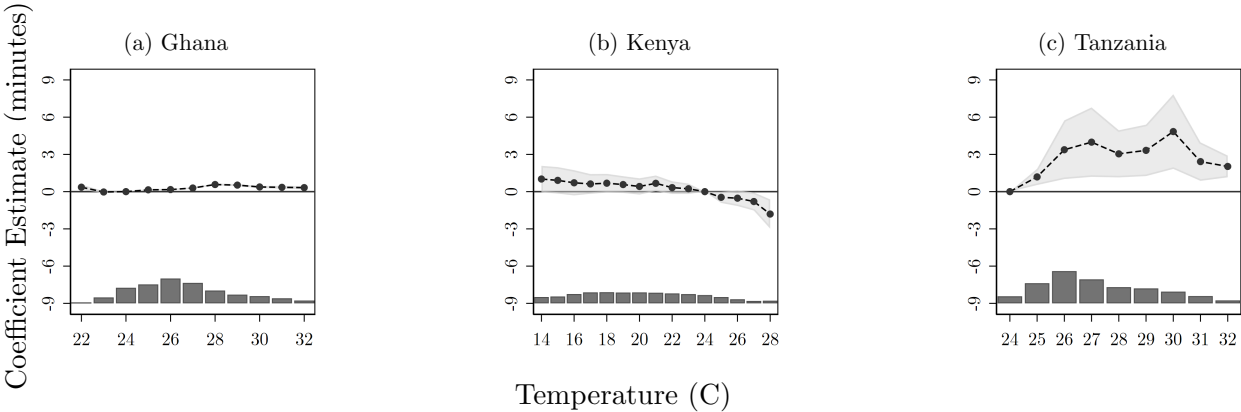 Coefficient Estimate (minutes)
(a) Ghana
9
6
3
0
-3
-6
-9
22 24 26 28 30 32
(b) Kenya
9
6
3
0
-3
-6
-9
14 16 18 20 22 24 26 28
(c) Tanzania
9
6
3
0
-3
-6
-9
24 25 26 27 28 29 30 31 32
Temperature (C)